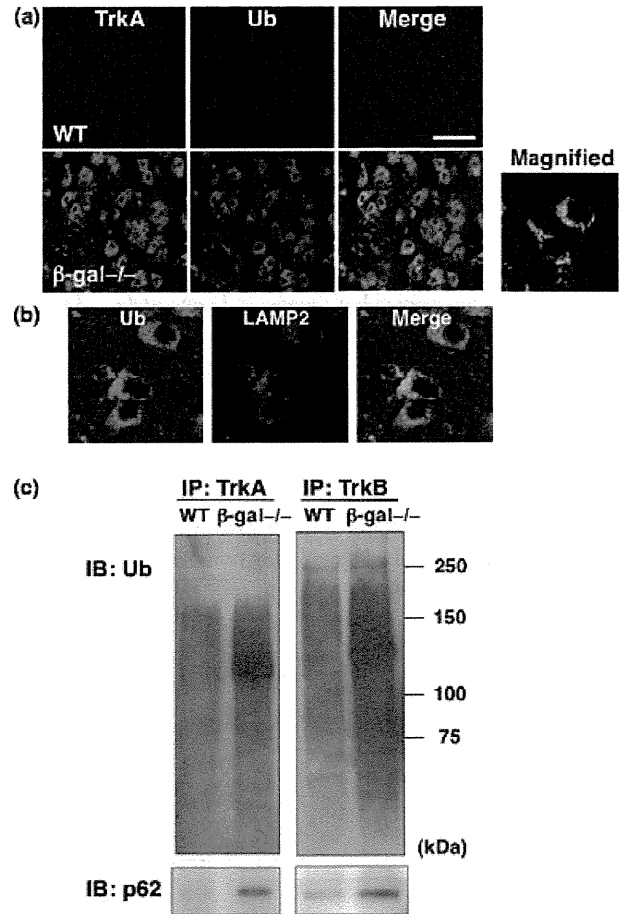 (a) TrkA Ub Merge
WT
Magnified
β-gal–/–
(b) Ub LAMP2 Merge
(c) IP: TrkA IP: TrkB
WT β-gal–/– WT β-gal–/–
IB: Ub
250
150
100
75
(kDa)
IB: p62